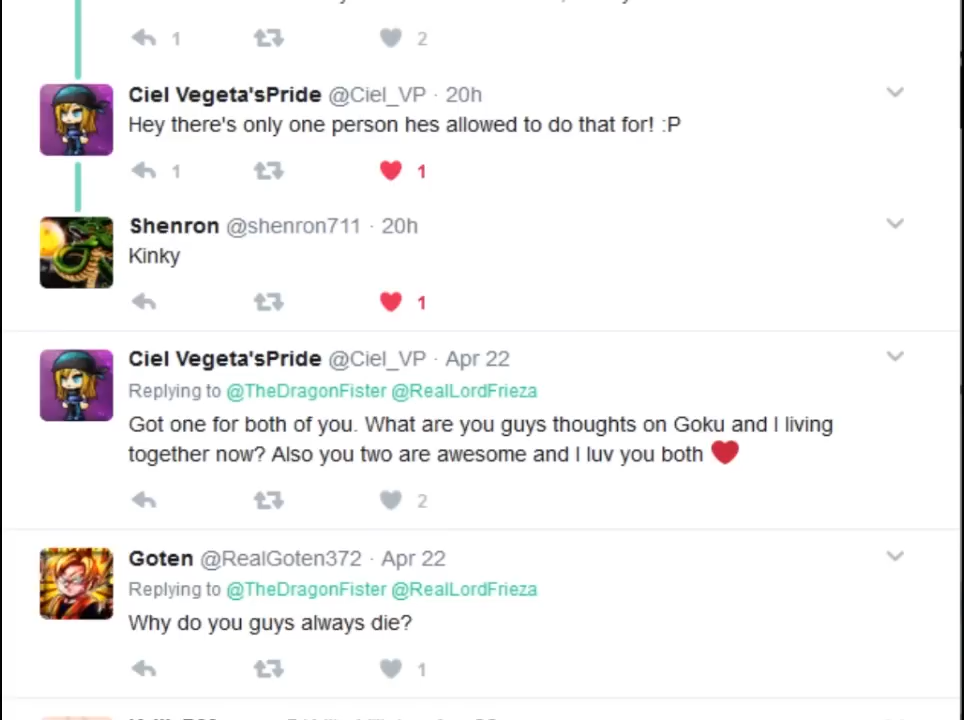 1 2
Ciel Vegeta'sPride @Ciel_VP · 20h
Hey there's only one person hes allowed to do that for! :P
1 1
Shenron @shenron711 · 20h
Kinky
1
Ciel Vegeta'sPride @Ciel_VP · Apr 22
Replying to @TheDragonFister @RealLordFrieza
Got one for both of you. What are you guys thoughts on Goku and I living
together now? Also you two are awesome and I luv you both
2
Goten @RealGoten372 · Apr 22
Replying to @TheDragonFister @RealLordFrieza
Why do you guys always die?
1